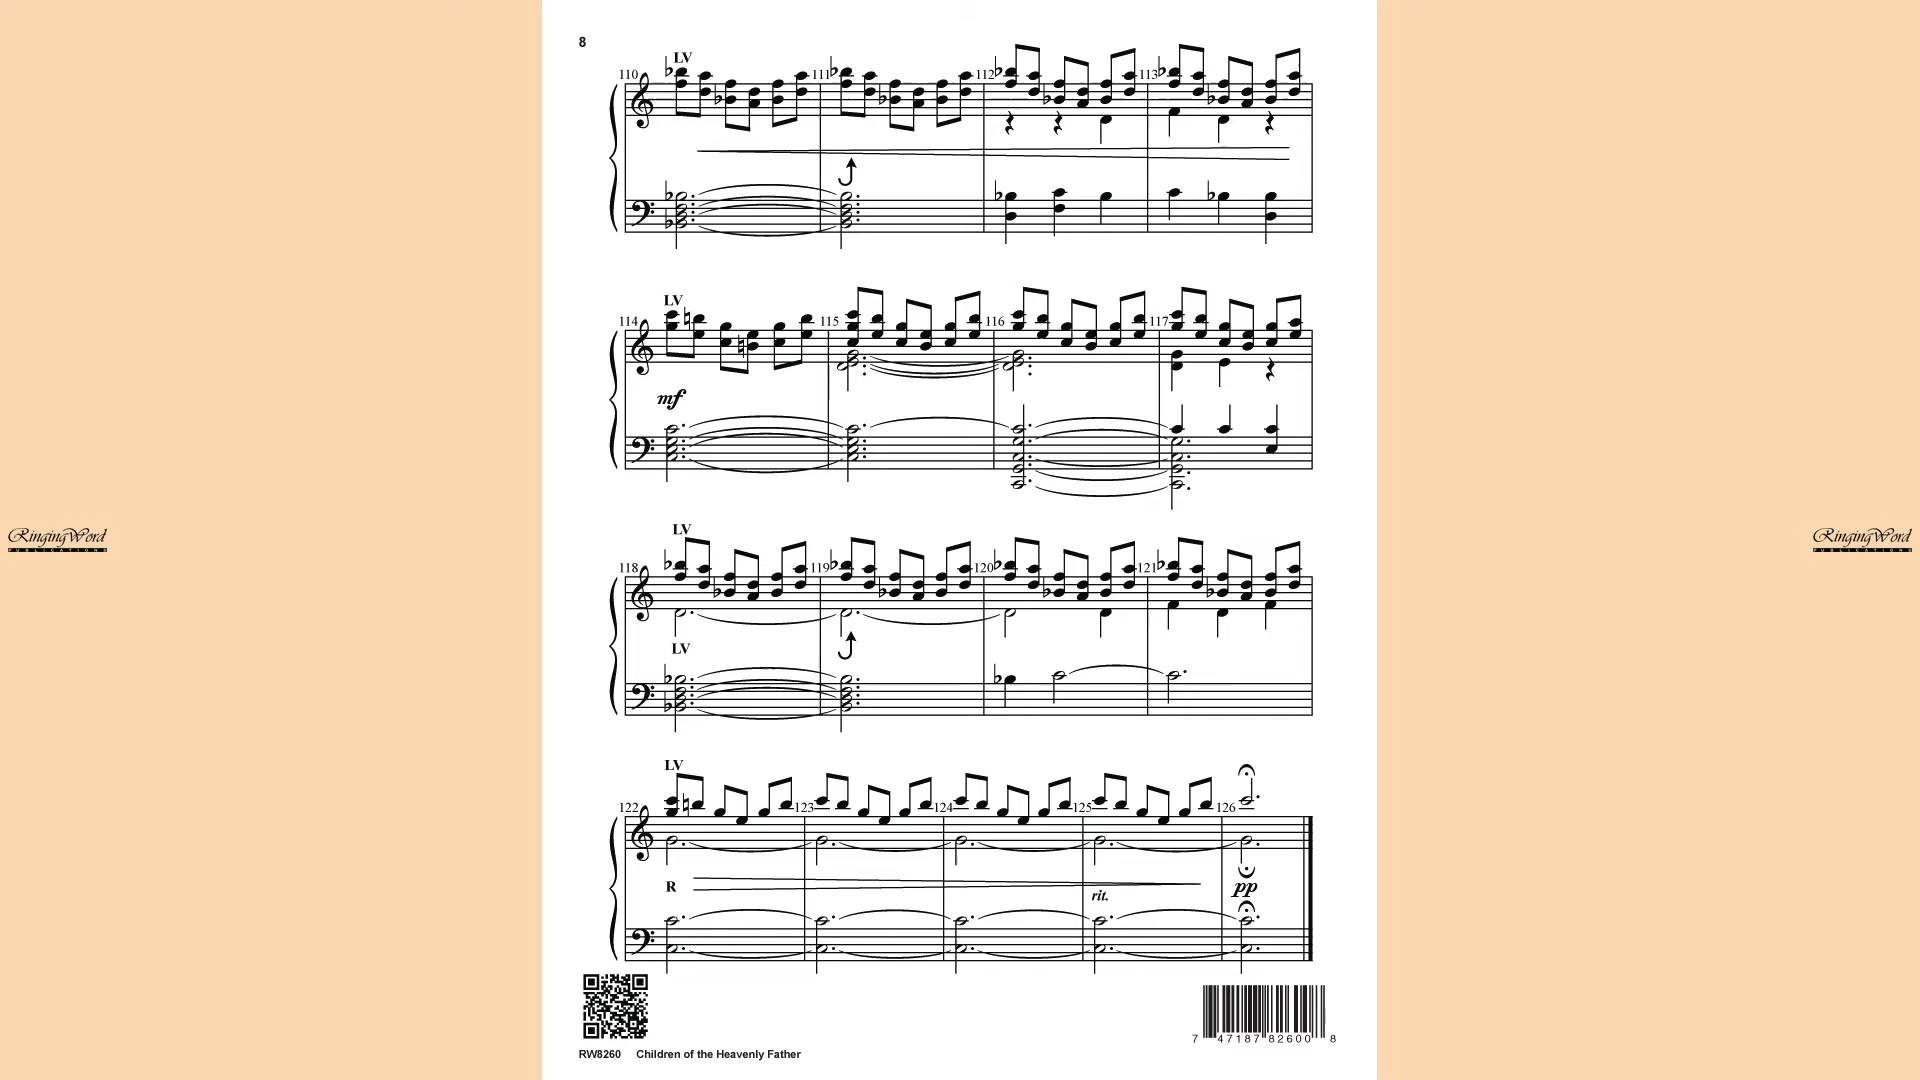 8
LV
110 111 112 113
LV
114 115 116 117
mf
LV
118 119 120 121
LV
RingingWord
PUBLICATIONS
RingingWord
PUBLICATIONS
LV
122 123 124 125 126
R rit. pp
7 47187 82600 8
RW8260 Children of the Heavenly Father